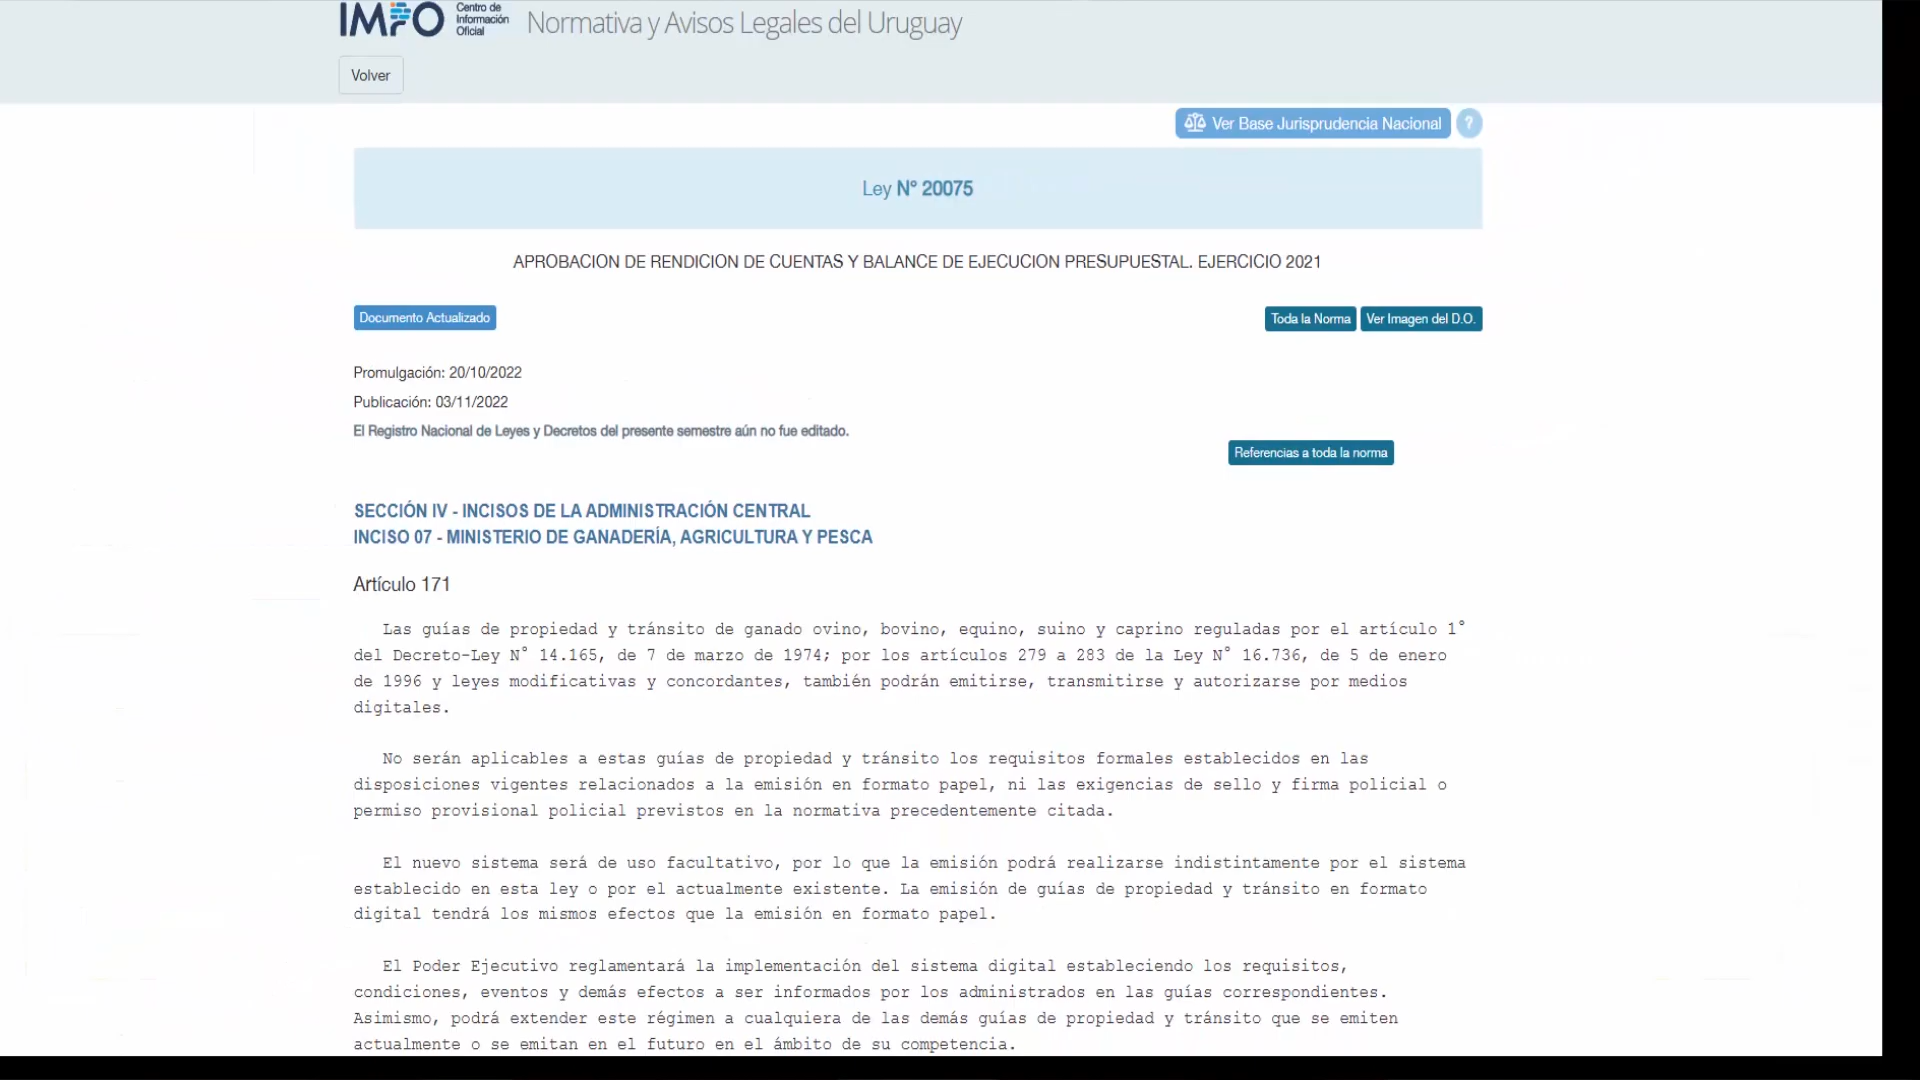 IMPO Centro de Información Oficial Normativa y Avisos Legales del Uruguay
Volver
Ver Base Jurisprudencia Nacional ?
Ley N° 20075
APROBACION DE RENDICION DE CUENTAS Y BALANCE DE EJECUCION PRESUPUESTAL. EJERCICIO 2021
Documento Actualizado
Toda la Norma Ver Imagen del D.O.
Promulgación: 20/10/2022
Publicación: 03/11/2022
El Registro Nacional de Leyes y Decretos del presente semestre aún no fue editado.
Referencias a toda la norma
SECCIÓN IV - INCISOS DE LA ADMINISTRACIÓN CENTRAL
INCISO 07 - MINISTERIO DE GANADERÍA, AGRICULTURA Y PESCA
Artículo 171
Las guías de propiedad y tránsito de ganado ovino, bovino, equino, suino y caprino reguladas por el artículo 1°
del Decreto-Ley N° 14.165, de 7 de marzo de 1974; por los artículos 279 a 283 de la Ley N° 16.736, de 5 de enero
de 1996 y leyes modificativas y concordantes, también podrán emitirse, transmitirse y autorizarse por medios
digitales.
No serán aplicables a estas guías de propiedad y tránsito los requisitos formales establecidos en las
disposiciones vigentes relacionados a la emisión en formato papel, ni las exigencias de sello y firma policial o
permiso provisional policial previstos en la normativa precedentemente citada.
El nuevo sistema será de uso facultativo, por lo que la emisión podrá realizarse indistintamente por el sistema
establecido en esta ley o por el actualmente existente. La emisión de guías de propiedad y tránsito en formato
digital tendrá los mismos efectos que la emisión en formato papel.
El Poder Ejecutivo reglamentará la implementación del sistema digital estableciendo los requisitos,
condiciones, eventos y demás efectos a ser informados por los administrados en las guías correspondientes.
Asimismo, podrá extender este régimen a cualquiera de las demás guías de propiedad y tránsito que se emiten
actualmente o se emitan en el futuro en el ámbito de su competencia.